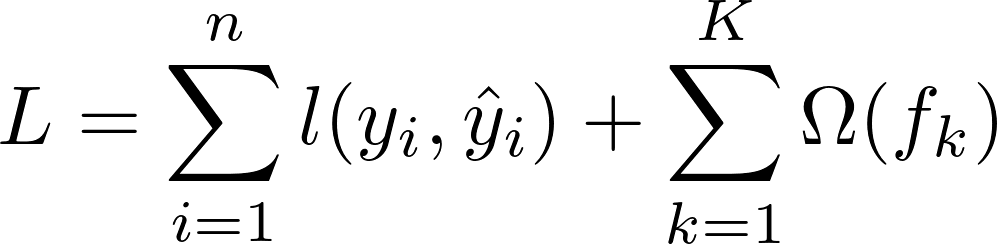 L = \sum_{i=1}^{n} l(y_i, \hat{y}_i) + \sum_{k=1}^{K} \Omega(f_k)